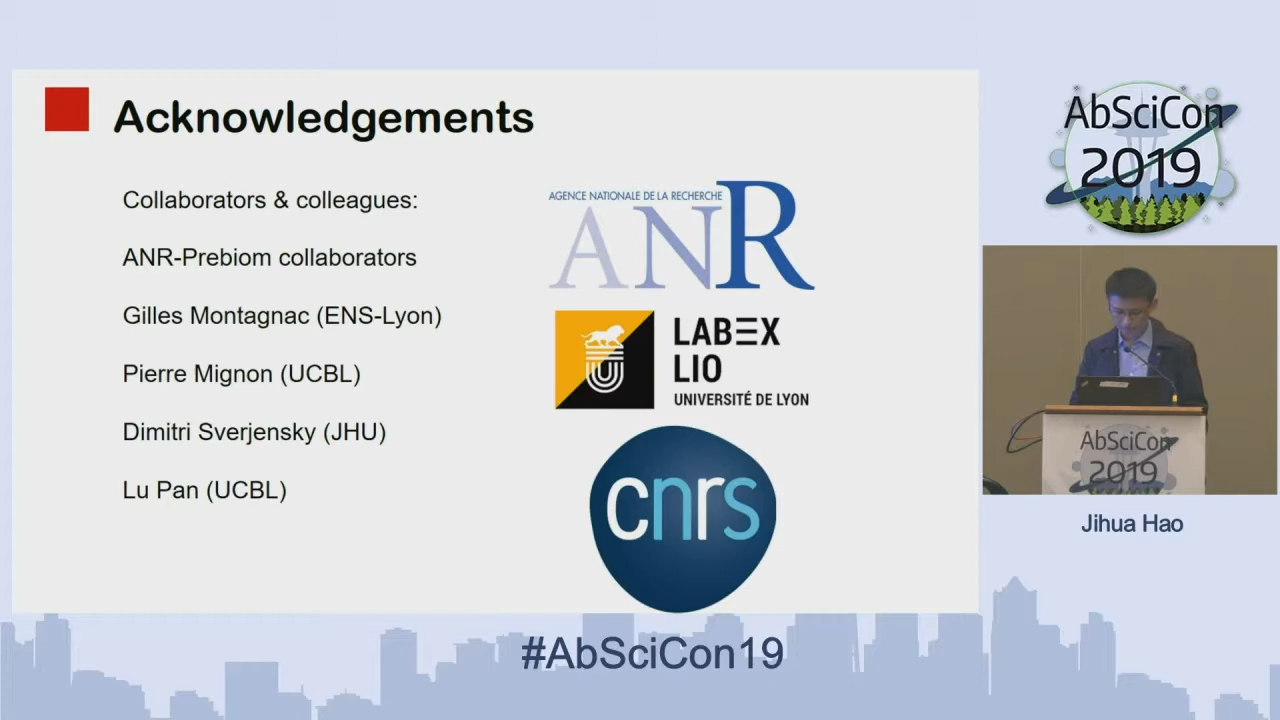 Acknowledgements
Collaborators & colleagues:
ANR-Prebiom collaborators
Gilles Montagnac (ENS-Lyon)
Pierre Mignon (UCBL)
Dimitri Sverjensky (JHU)
Lu Pan (UCBL)
AGENCE NATIONALE DE LA RECHERCHE
ANR
LABEX
LIO
UNIVERSITÉ DE LYON
cnrs
AbSciCon
2019
AbSciCon
2019
Jihua Hao
#AbSciCon19